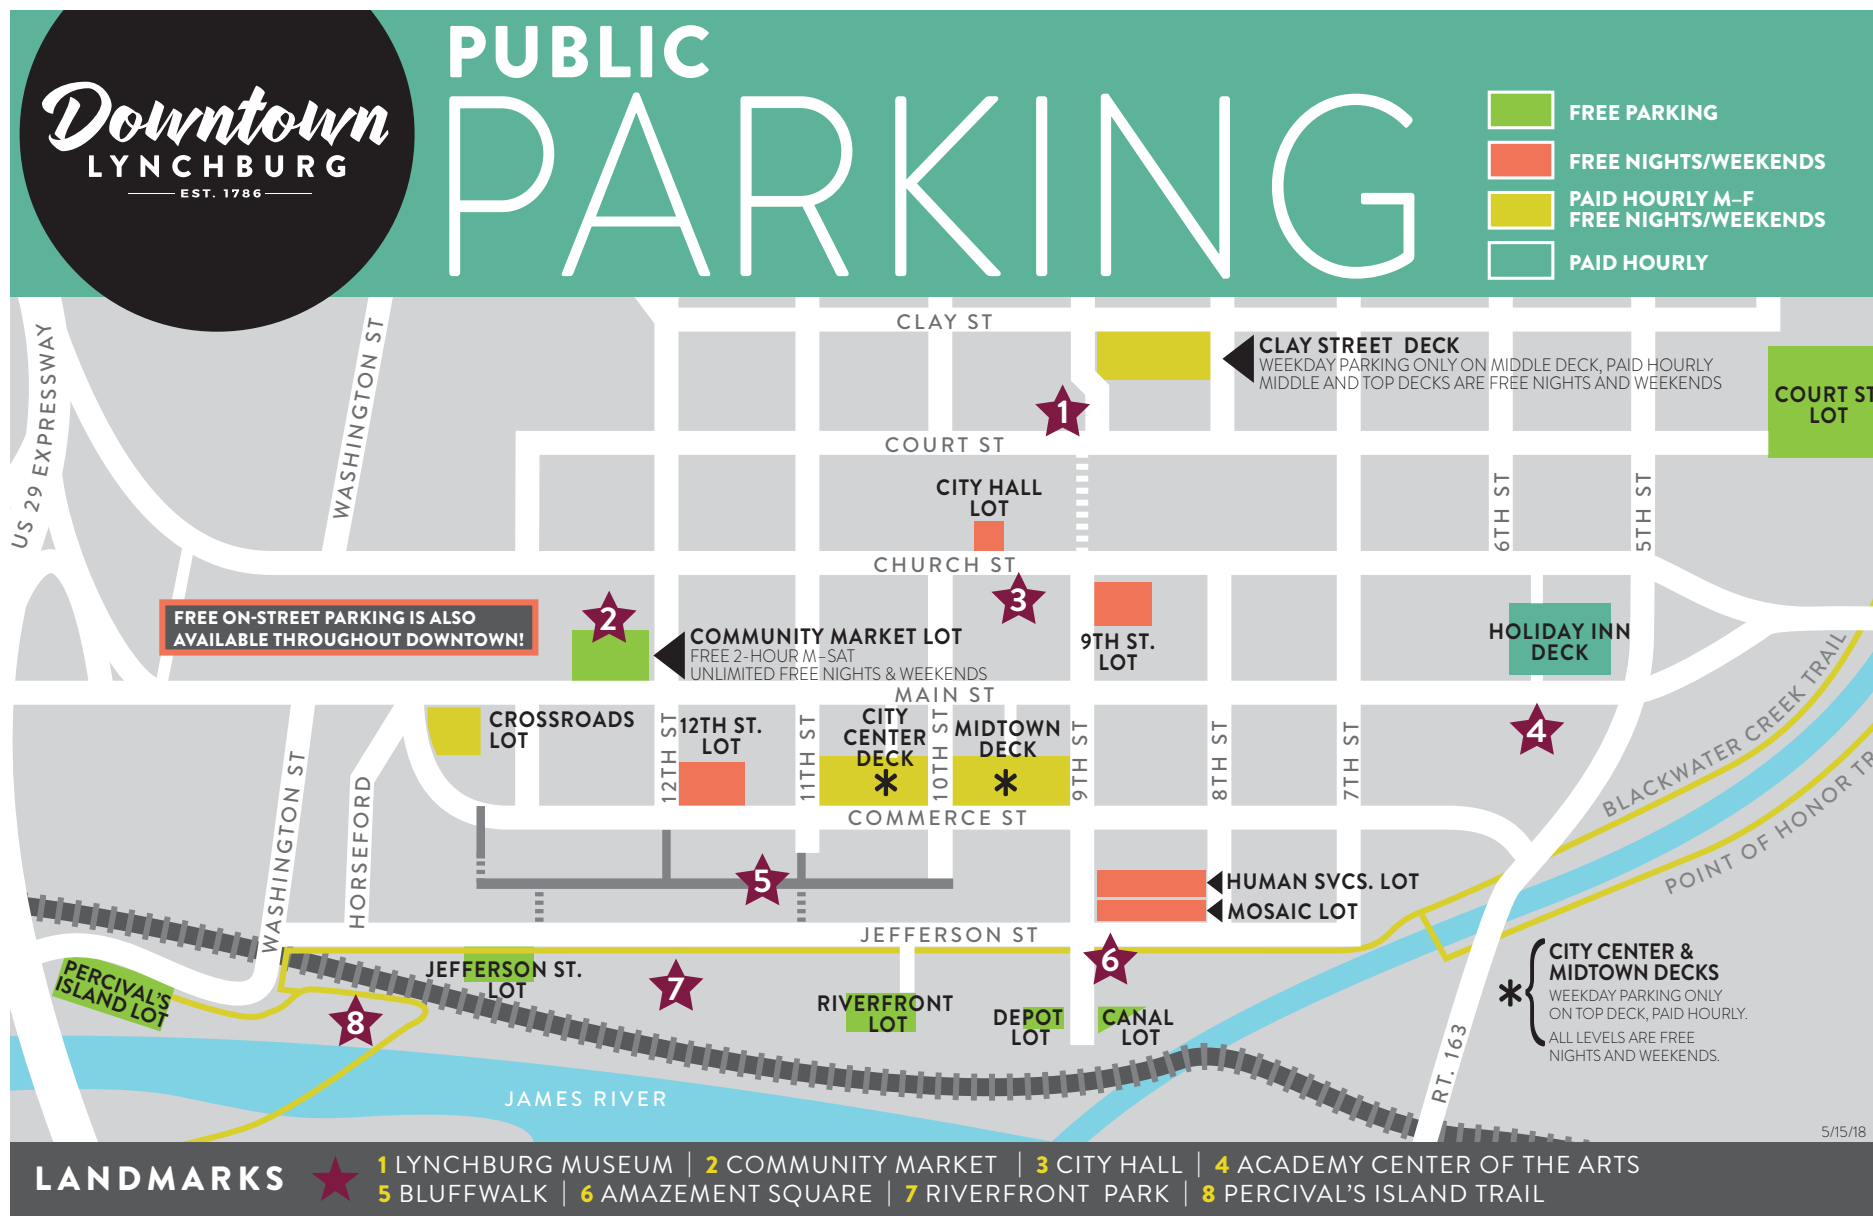 Downtown
LYNCHBURG
EST. 1786
PUBLIC
PARKING
FREE PARKING
FREE NIGHTS/WEEKENDS
PAID HOURLY M–F
FREE NIGHTS/WEEKENDS
PAID HOURLY
US 29 EXPRESSWAY
WASHINGTON ST
CLAY ST
CLAY STREET DECK
WEEKDAY PARKING ONLY ON MIDDLE DECK, PAID HOURLY
MIDDLE AND TOP DECKS ARE FREE NIGHTS AND WEEKENDS
COURT ST
LOT
1
COURT ST
CITY HALL
LOT
6TH ST
5TH ST
CHURCH ST
FREE ON-STREET PARKING IS ALSO
AVAILABLE THROUGHOUT DOWNTOWN!
2
3
COMMUNITY MARKET LOT
FREE 2-HOUR M–SAT
UNLIMITED FREE NIGHTS & WEEKENDS
9TH ST.
LOT
HOLIDAY INN
DECK
MAIN ST
CROSSROADS
LOT
12TH ST
12TH ST.
LOT
11TH ST
CITY
CENTER
DECK
*
10TH ST
MIDTOWN
DECK
*
9TH ST
8TH ST
7TH ST
4
BLACKWATER CREEK TRAIL
POINT OF HONOR TR
WASHINGTON ST
HORSEFORD
COMMERCE ST
5
HUMAN SVCS. LOT
MOSAIC LOT
JEFFERSON ST
PERCIVAL'S
ISLAND LOT
JEFFERSON ST.
LOT
7
6
8
RIVERFRONT
LOT
DEPOT
LOT
CANAL
LOT
* CITY CENTER &
MIDTOWN DECKS
WEEKDAY PARKING ONLY
ON TOP DECK, PAID HOURLY.
ALL LEVELS ARE FREE
NIGHTS AND WEEKENDS.
RT. 163
JAMES RIVER
5/15/18
LANDMARKS
1 LYNCHBURG MUSEUM | 2 COMMUNITY MARKET | 3 CITY HALL | 4 ACADEMY CENTER OF THE ARTS
5 BLUFFWALK | 6 AMAZEMENT SQUARE | 7 RIVERFRONT PARK | 8 PERCIVAL'S ISLAND TRAIL